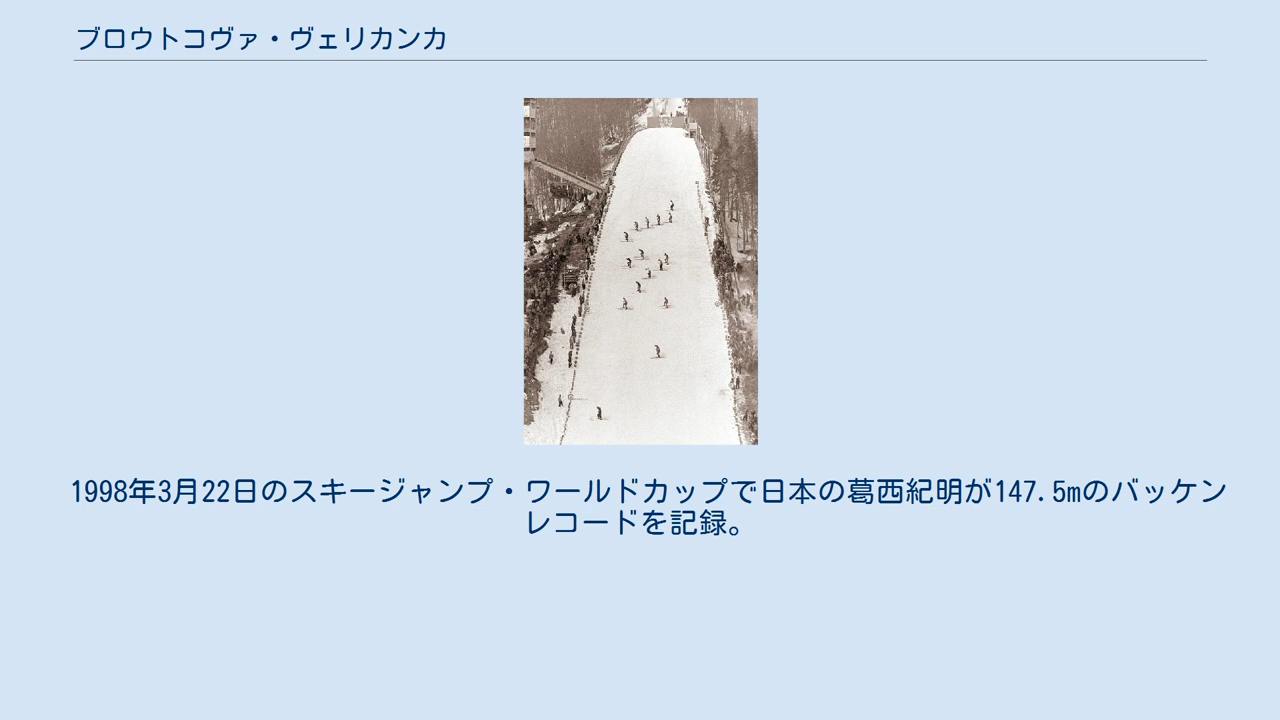 ブロウトコヴァ・ヴェリカンカ
1998年3月22日のスキージャンプ・ワールドカップで日本の葛西紀明が147.5mのバッケン
レコードを記録。